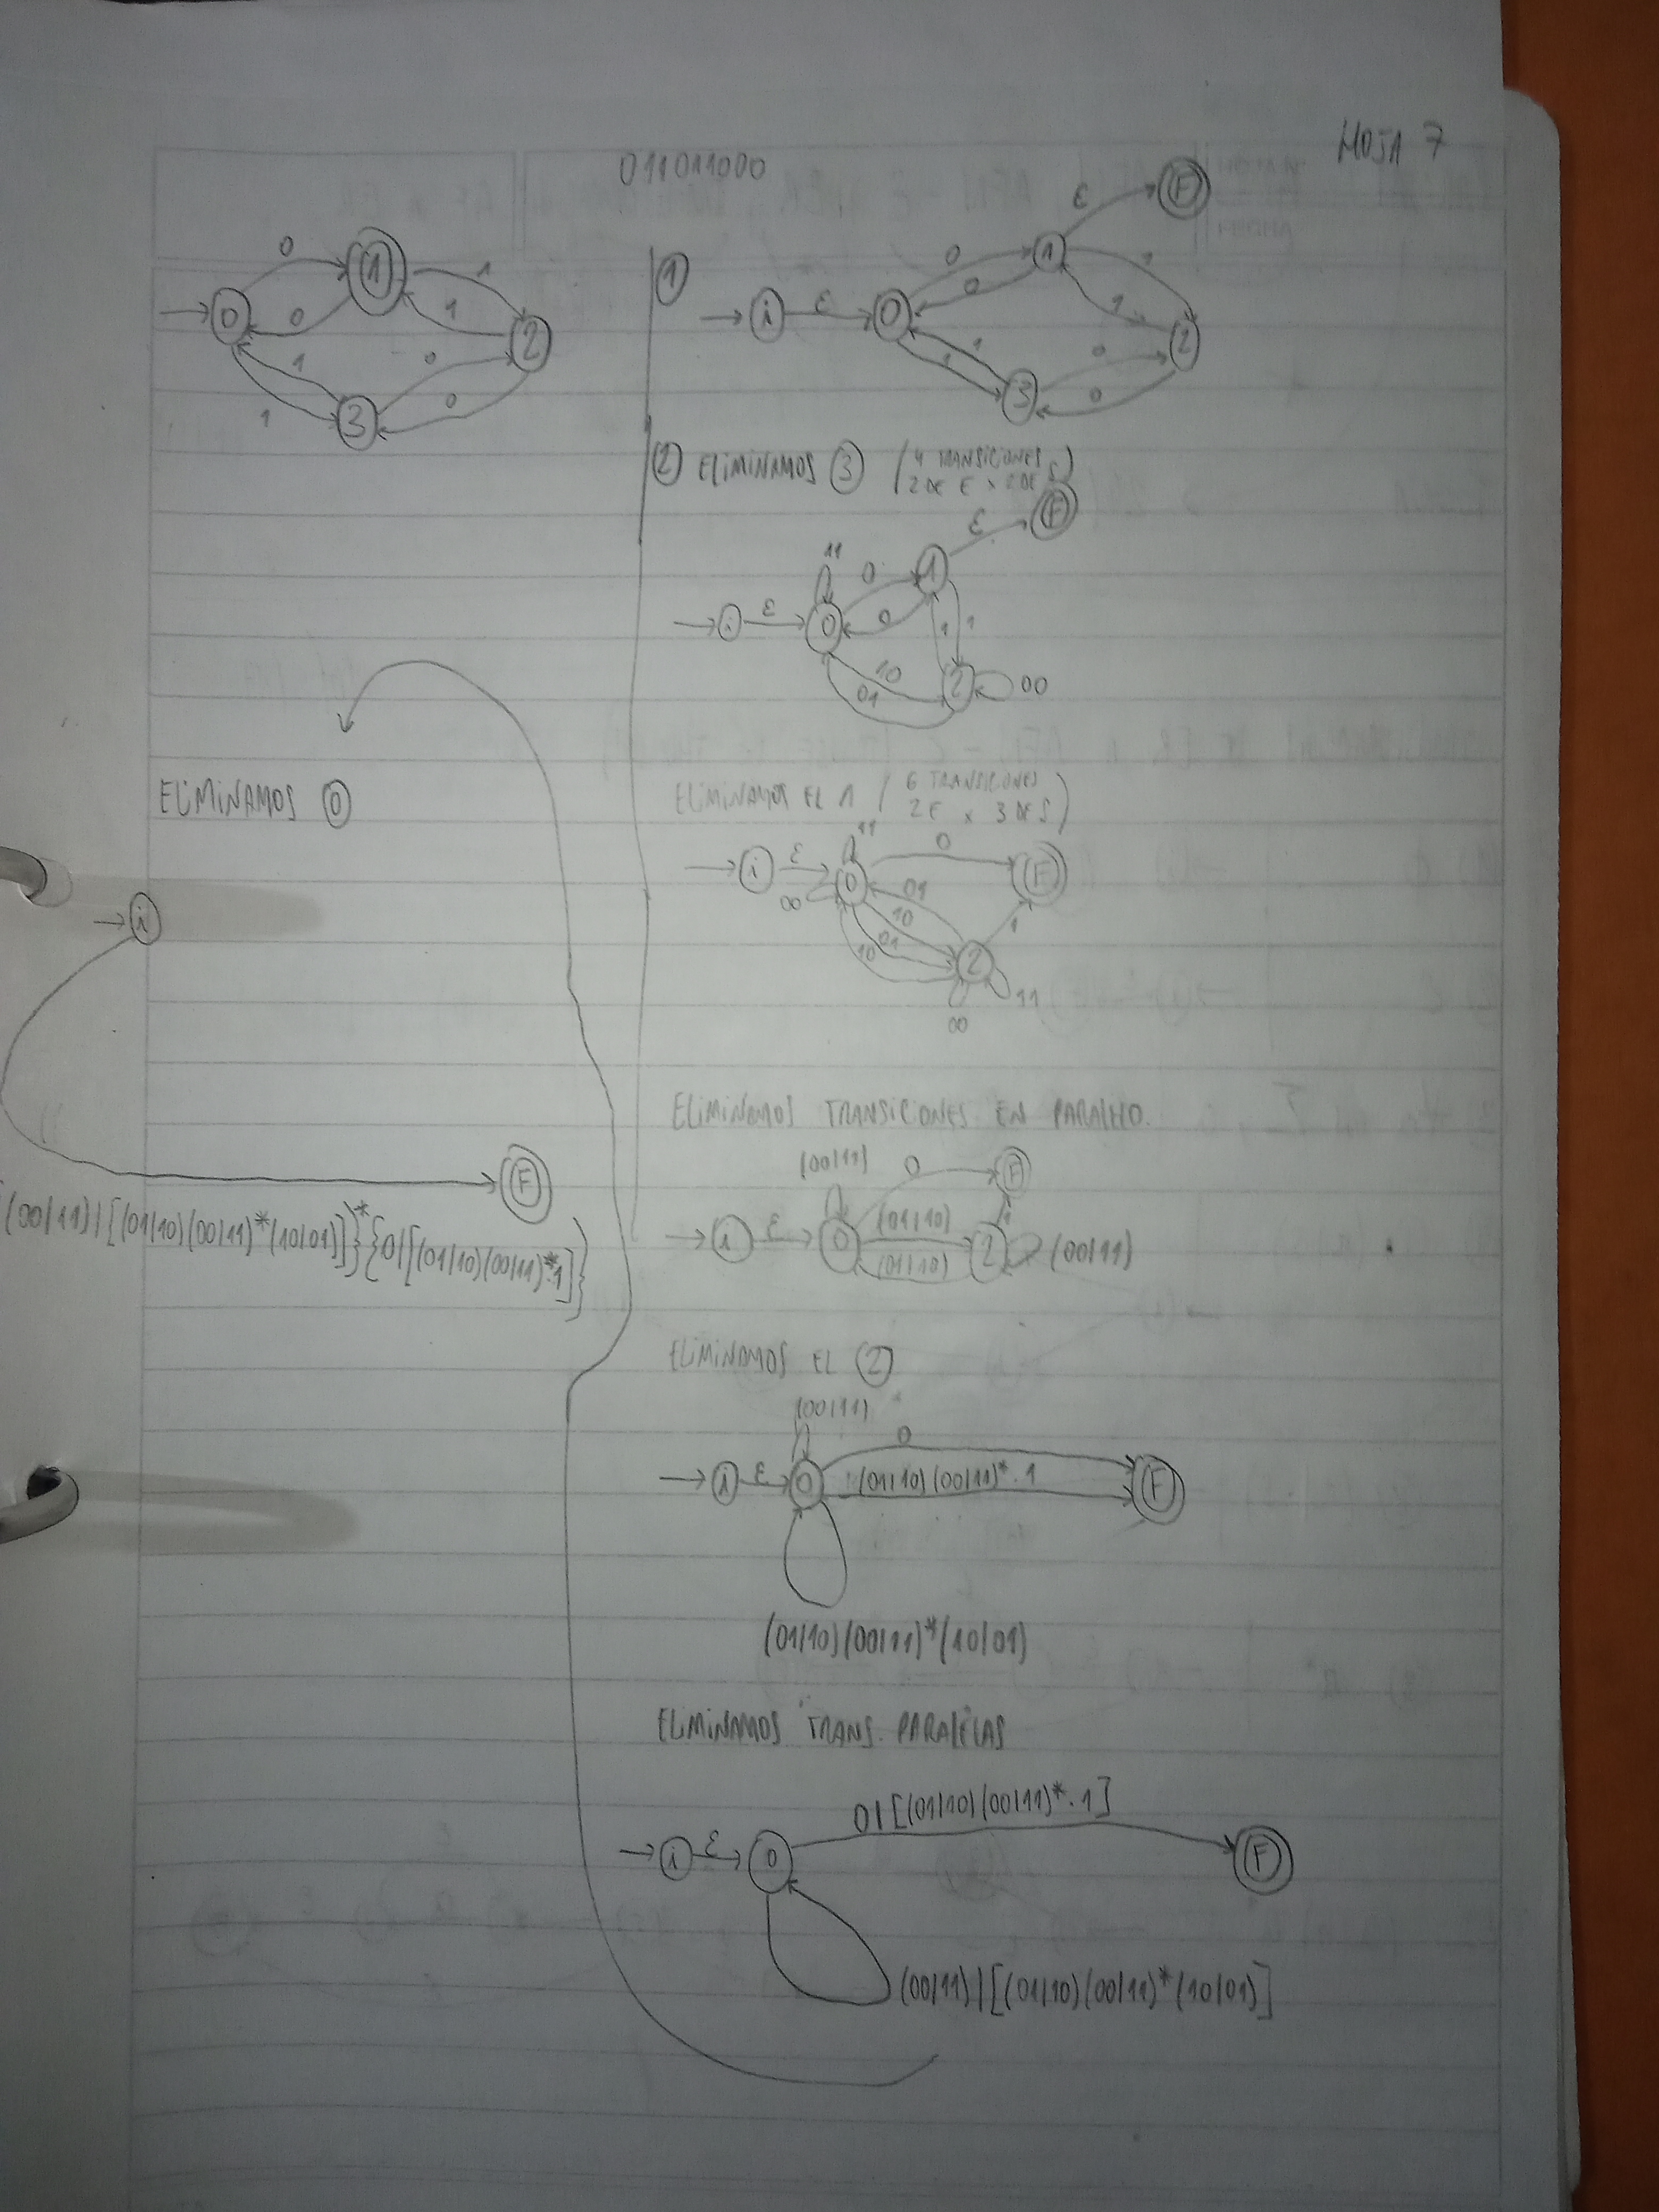 HOJA 7
011011000
0
1
2
3
0
0
1
1
1
1
0
0
1
i
ε
0
1
2
3
F
ε
0
0
1
1
1
1
0
0
2 ELIMINAMOS 3 (4 TRANSICIONES
2 DE E x 2 DE S)
i
ε
0
11
0
0
1
ε
F
1
1
10
01
2
00
ELIMINAMOS EL 1 (6 TRANSICIONES
2 E x 3 DE S)
i
ε
0
11
00
0
F
01
10
01
10
2
1
11
00
ELIMINAMOS TRANSICIONES EN PARALELO.
i
ε
0
(00|11)
0
F
(01|10)
(01|10)
2
1
(00|11)
ELIMINAMOS EL 2
(00|11)
i
ε
0
0
(01|10)(00|11)*.1
F
(01|10)(00|11)*(10|01)
ELIMINAMOS TRANS. PARALELAS
0|[(01|10)(00|11)*.1]
i
ε
0
F
(00|11)|[(01|10)(00|11)*(10|01)]
ELIMINAMOS 0
i
F
(00|11)|[(01|10)(00|11)*(10|01)]}*{0|[(01|10)(00|11)*.1]}